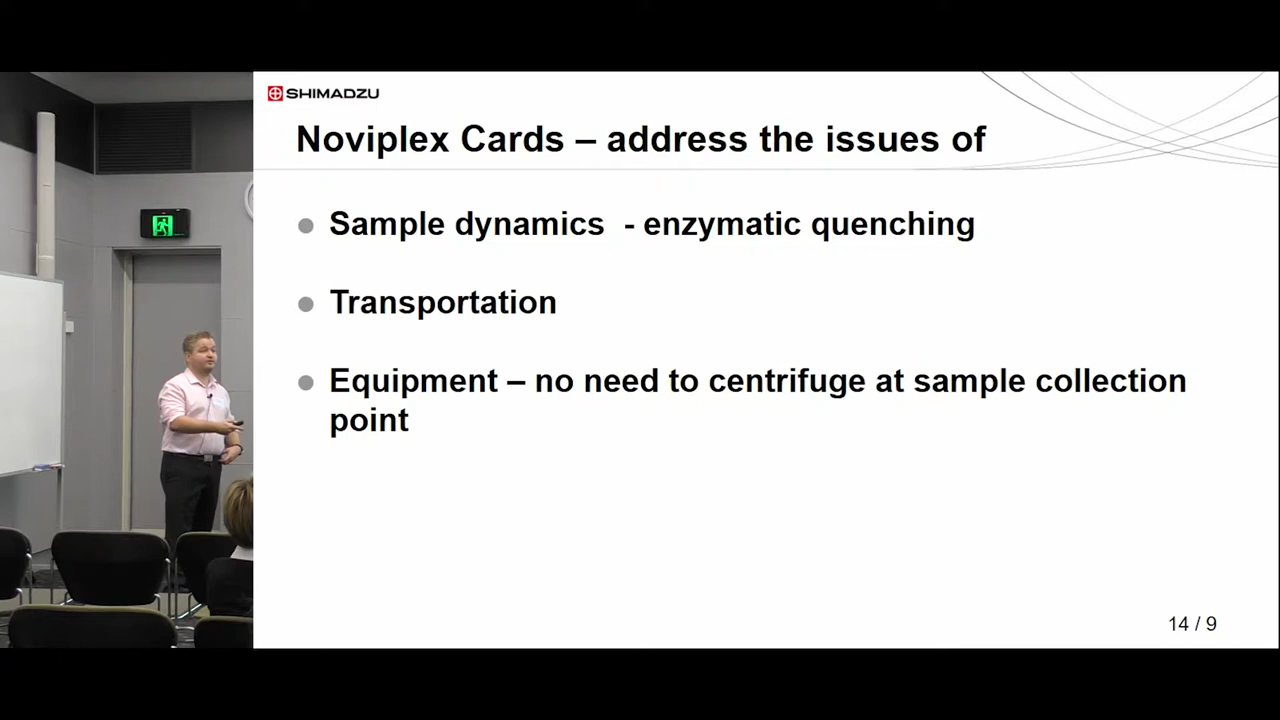 SHIMADZU
Noviplex Cards – address the issues of
Sample dynamics - enzymatic quenching
Transportation
Equipment – no need to centrifuge at sample collection
point
14 / 9